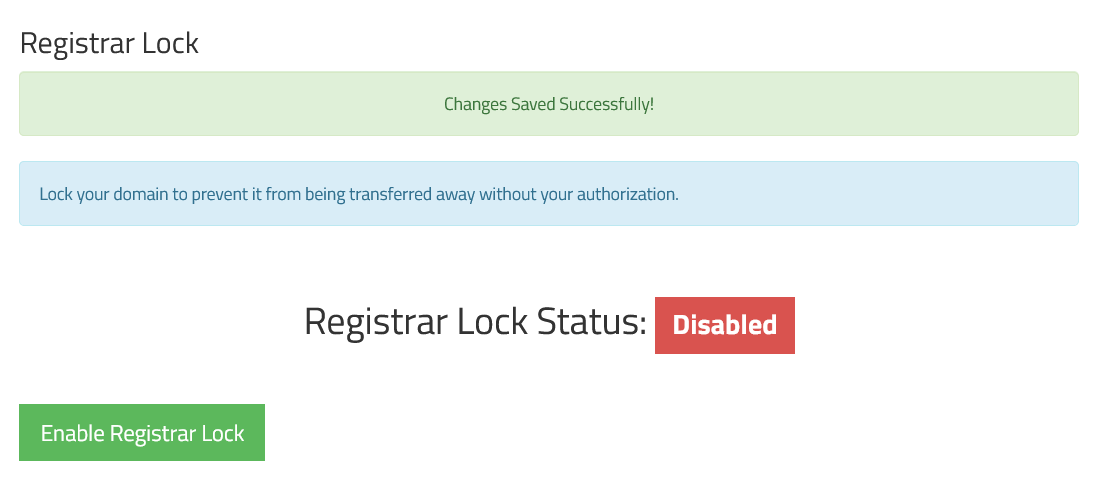 Registrar Lock
Changes Saved Successfully!
Lock your domain to prevent it from being transferred away without your authorization.
Registrar Lock Status: Disabled
Enable Registrar Lock